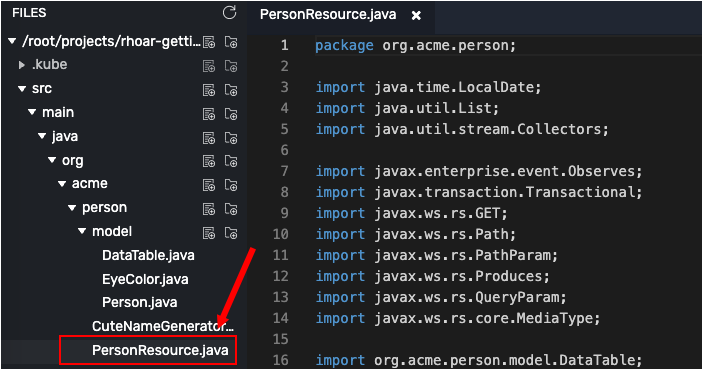 FILES
/root/projects/rhoar-getti...
.kube
src
main
java
org
acme
person
model
DataTable.java
EyeColor.java
Person.java
CuteNameGenerator...
PersonResource.java
PersonResource.java ×
1 package org.acme.person;
2
3 import java.time.LocalDate;
4 import java.util.List;
5 import java.util.stream.Collectors;
6
7 import javax.enterprise.event.Observes;
8 import javax.transaction.Transactional;
9 import javax.ws.rs.GET;
10 import javax.ws.rs.Path;
11 import javax.ws.rs.PathParam;
12 import javax.ws.rs.Produces;
13 import javax.ws.rs.QueryParam;
14 import javax.ws.rs.core.MediaType;
15
16 import org.acme.person.model.DataTable;